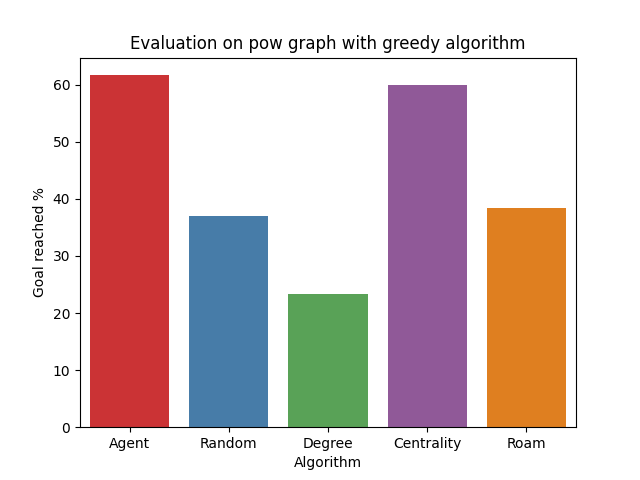 Evaluation on pow graph with greedy algorithm
Goal reached %
60
50
40
30
20
10
0
Agent Random Degree Centrality Roam
Algorithm